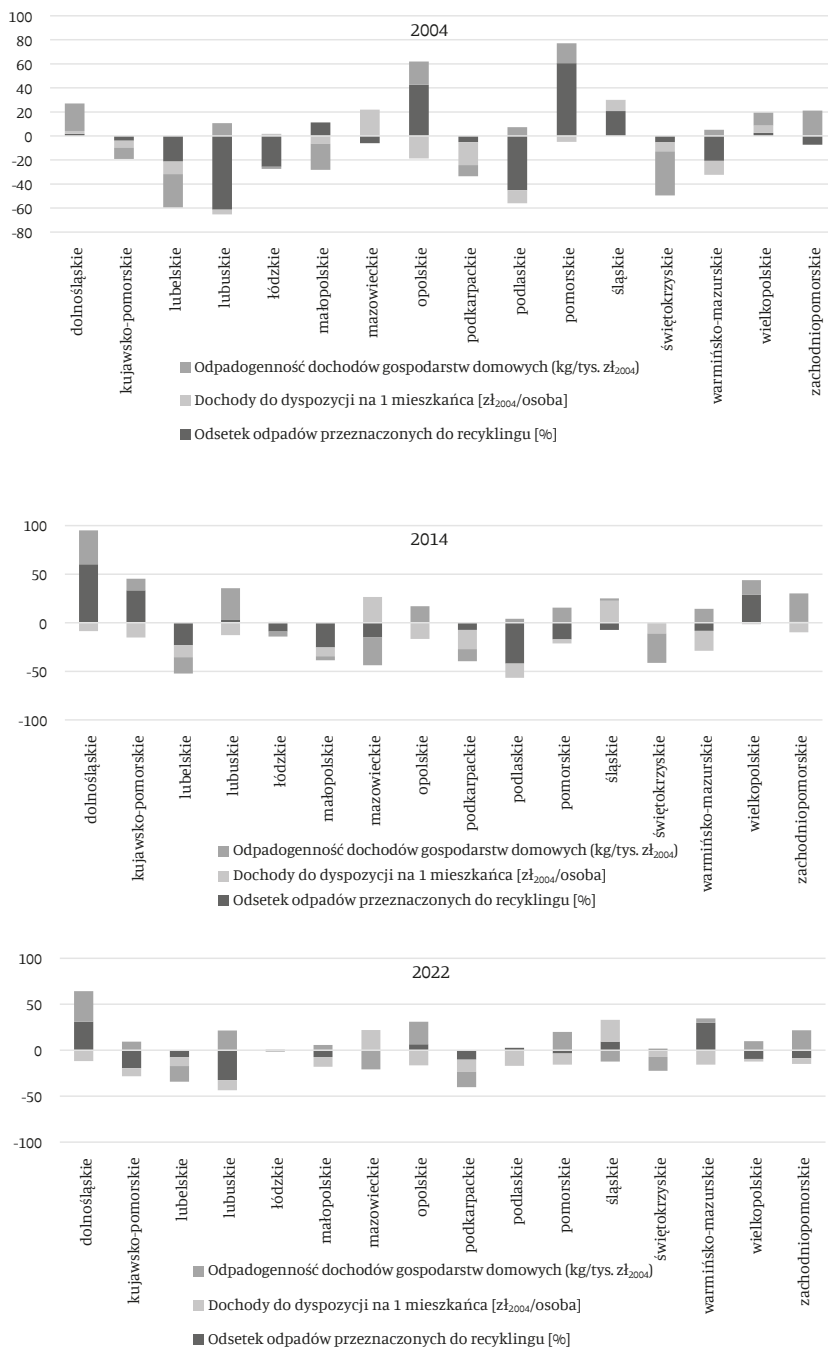 2004
100
80
60
40
20
0
-20
-40
-60
-80
dolnośląskie
kujawsko-pomorskie
lubelskie
lubuskie
łódzkie
małopolskie
mazowieckie
opolskie
podkarpackie
podlaskie
pomorskie
śląskie
świętokrzyskie
warmińsko-mazurskie
wielkopolskie
zachodniopomorskie
Odpadogenność dochodów gospodarstw domowych (kg/tys. zł2004)
Dochody do dyspozycji na 1 mieszkańca [zł2004/osoba]
Odsetek odpadów przeznaczonych do recyklingu [%]
2014
100
50
0
-50
-100
dolnośląskie
kujawsko-pomorskie
lubelskie
lubuskie
łódzkie
małopolskie
mazowieckie
opolskie
podkarpackie
podlaskie
pomorskie
śląskie
świętokrzyskie
warmińsko-mazurskie
wielkopolskie
zachodniopomorskie
Odpadogenność dochodów gospodarstw domowych (kg/tys. zł2004)
Dochody do dyspozycji na 1 mieszkańca [zł2004/osoba]
Odsetek odpadów przeznaczonych do recyklingu [%]
2022
100
50
0
-50
-100
dolnośląskie
kujawsko-pomorskie
lubelskie
lubuskie
łódzkie
małopolskie
mazowieckie
opolskie
podkarpackie
podlaskie
pomorskie
śląskie
świętokrzyskie
warmińsko-mazurskie
wielkopolskie
zachodniopomorskie
Odpadogenność dochodów gospodarstw domowych (kg/tys. zł2004)
Dochody do dyspozycji na 1 mieszkańca [zł2004/osoba]
Odsetek odpadów przeznaczonych do recyklingu [%]